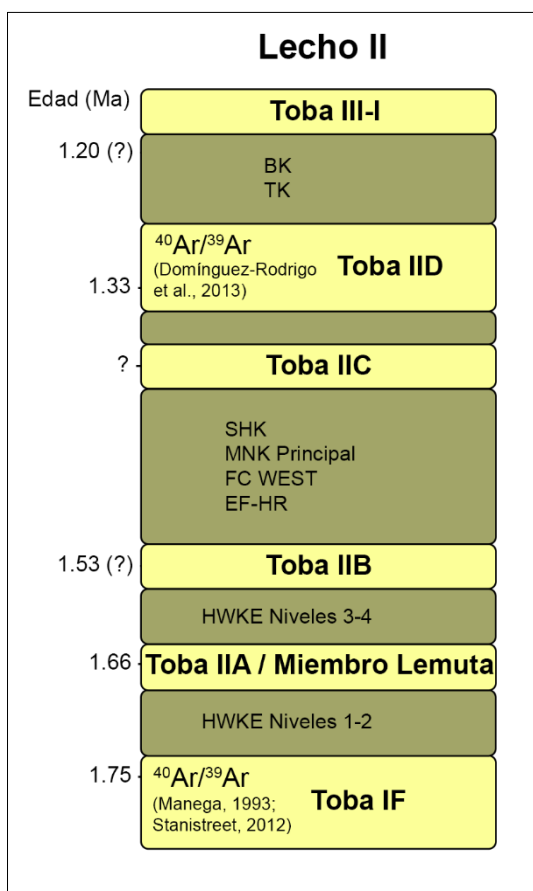 Lecho II
Edad (Ma)
Toba III-I
1.20 (?)
BK
TK
⁴⁰Ar/³⁹Ar
(Domínguez-Rodrigo
et al., 2013)
Toba IID
1.33
?
Toba IIC
SHK
MNK Principal
FC WEST
EF-HR
1.53 (?)
Toba IIB
HWKE Niveles 3-4
1.66
Toba IIA / Miembro Lemuta
HWKE Niveles 1-2
1.75
⁴⁰Ar/³⁹Ar
(Manega, 1993;
Stanistreet, 2012)
Toba IF